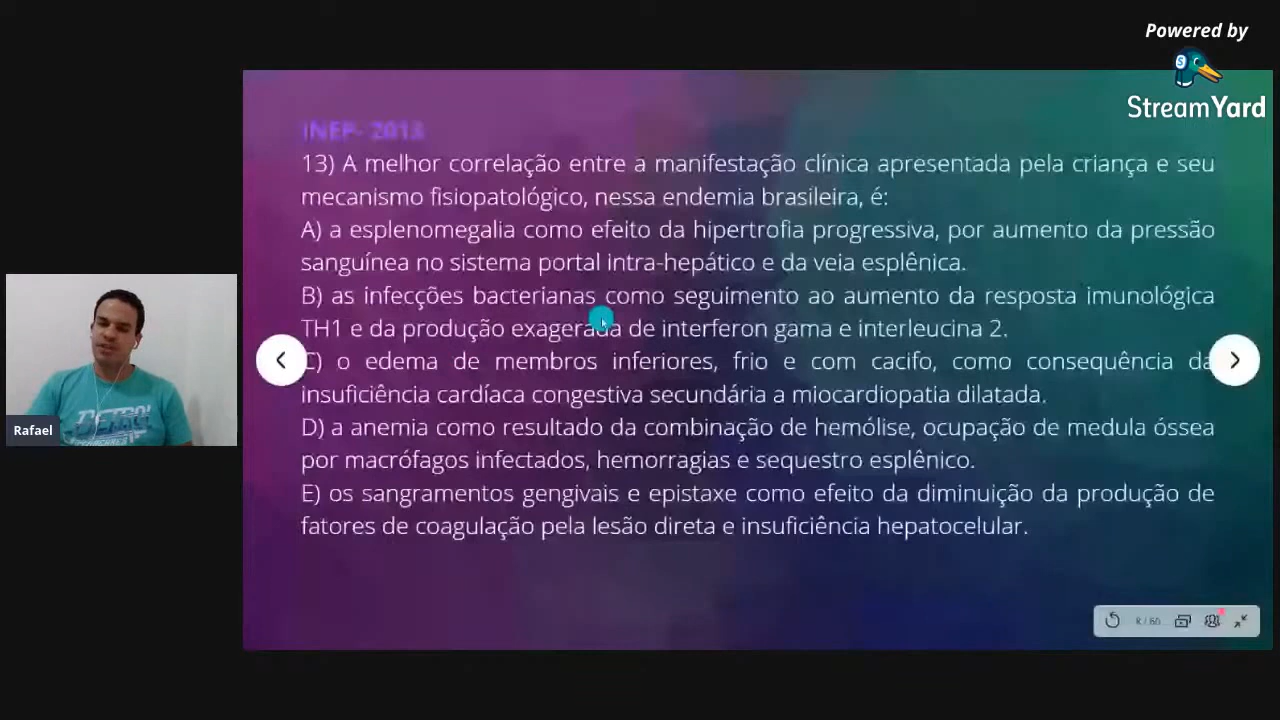 Powered by
StreamYard
INEP- 2013
13) A melhor correlação entre a manifestação clínica apresentada pela criança e seu
mecanismo fisiopatológico, nessa endemia brasileira, é:
A) a esplenomegalia como efeito da hipertrofia progressiva, por aumento da pressão
sanguínea no sistema portal intra-hepático e da veia esplênica.
B) as infecções bacterianas como seguimento ao aumento da resposta imunológica
TH1 e da produção exagerada de interferon gama e interleucina 2.
C) o edema de membros inferiores, frio e com cacifo, como consequência da
insuficiência cardíaca congestiva secundária a miocardiopatia dilatada.
D) a anemia como resultado da combinação de hemólise, ocupação de medula óssea
por macrófagos infectados, hemorragias e sequestro esplênico.
E) os sangramentos gengivais e epistaxe como efeito da diminuição da produção de
fatores de coagulação pela lesão direta e insuficiência hepatocelular.
Rafael